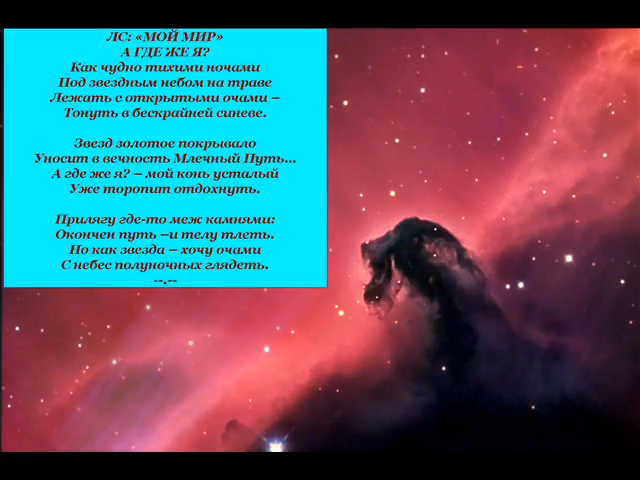 ЛС: «МОЙ МИР»
А ГДЕ ЖЕ Я?
Как чудно тихими ночами
Под звездным небом на траве
Лежать с открытыми очами –
Тонуть в бескрайней синеве.
Звезд золотое покрывало
Уносит в вечность Млечный Путь...
А где же я? – мой конь усталый
Уже торопит отдохнуть.
Прилягу где-то меж камнями:
Окончен путь –и телу тлеть.
Но как звезда – хочу очами
С небес полуночных глядеть.
--.--